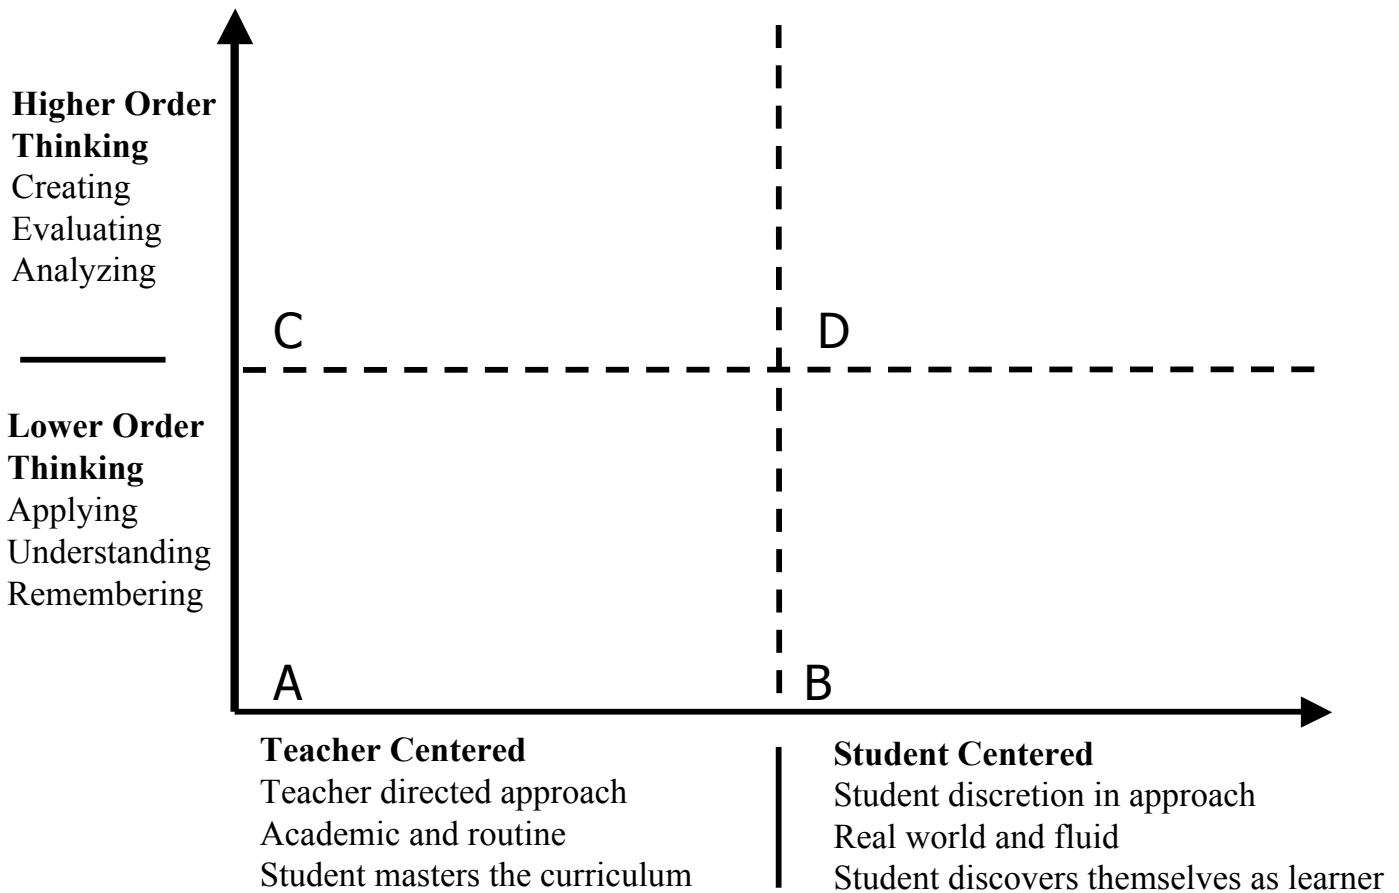 Higher Order
Thinking
Creating
Evaluating
Analyzing
C
D
Lower Order
Thinking
Applying
Understanding
Remembering
A
B
Teacher Centered
Teacher directed approach
Academic and routine
Student masters the curriculum
Student Centered
Student discretion in approach
Real world and fluid
Student discovers themselves as learner